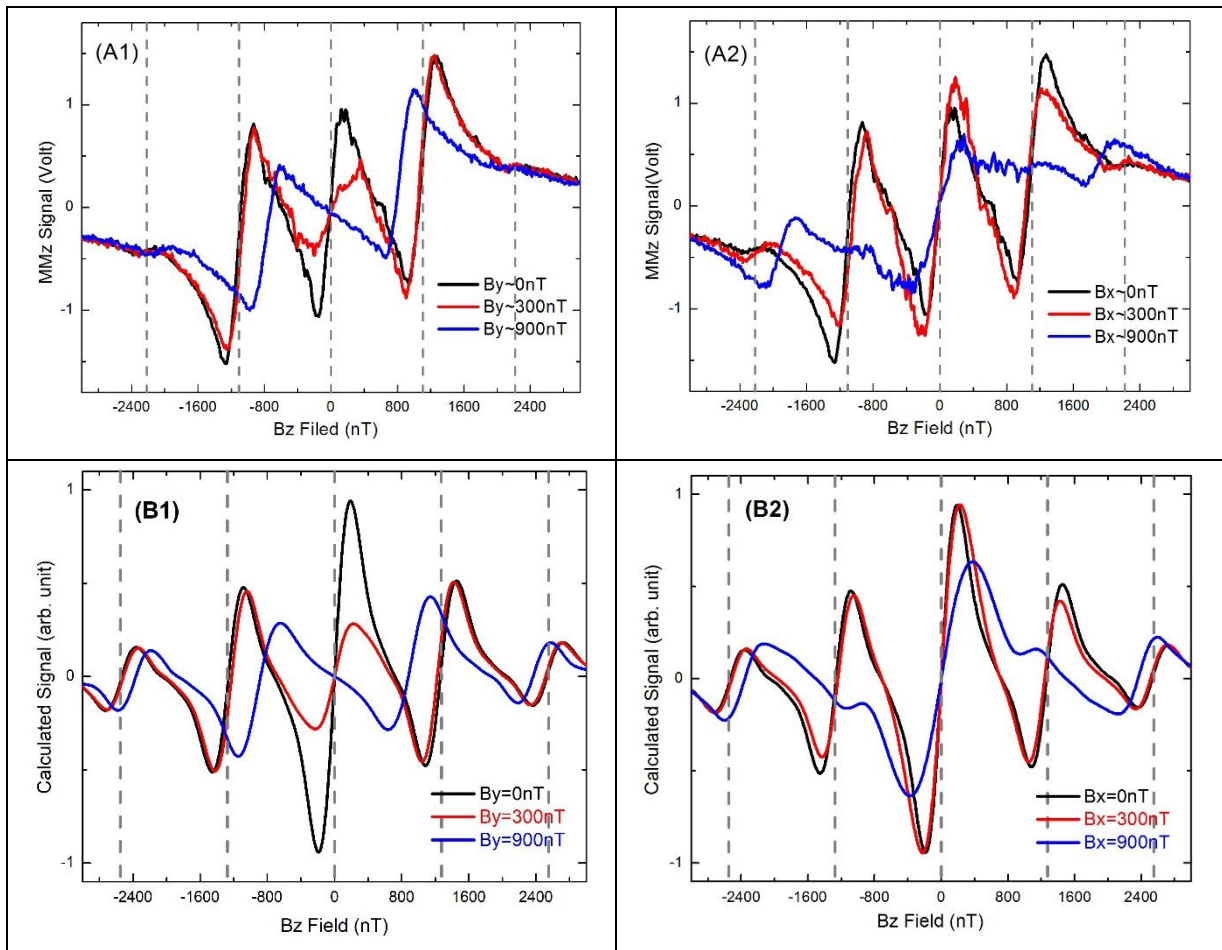 (A1)
MMz Signal (Volt)
1
0
-1
By~0nT
By~300nT
By~900nT
-2400 -1600 -800 0 800 1600 2400
Bz Filed (nT)
(A2)
MMz Signal(Volt)
1
0
-1
Bx~0nT
Bx~300nT
Bx~900nT
-2400 -1600 -800 0 800 1600 2400
Bz Field (nT)
(B1)
Calculated Signal (arb. unit)
1
0
-1
By=0nT
By=300nT
By=900nT
-2400 -1600 -800 0 800 1600 2400
Bz Field (nT)
(B2)
Calculated Signal (arb. unit)
1
0
-1
Bx=0nT
Bx=300nT
Bx=900nT
-2400 -1600 -800 0 800 1600 2400
Bz Field (nT)